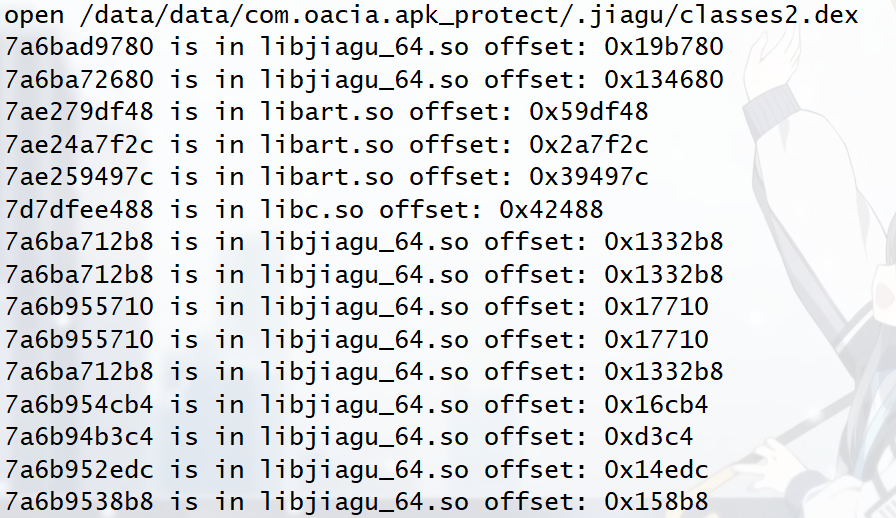 open /data/data/com.oacia.apk_protect/.jiagu/classes2.dex
7a6bad9780 is in libjiagu_64.so offset: 0x19b780
7a6ba72680 is in libjiagu_64.so offset: 0x134680
7ae279df48 is in libart.so offset: 0x59df48
7ae24a7f2c is in libart.so offset: 0x2a7f2c
7ae259497c is in libart.so offset: 0x39497c
7d7dfee488 is in libc.so offset: 0x42488
7a6ba712b8 is in libjiagu_64.so offset: 0x1332b8
7a6ba712b8 is in libjiagu_64.so offset: 0x1332b8
7a6b955710 is in libjiagu_64.so offset: 0x17710
7a6b955710 is in libjiagu_64.so offset: 0x17710
7a6ba712b8 is in libjiagu_64.so offset: 0x1332b8
7a6b954cb4 is in libjiagu_64.so offset: 0x16cb4
7a6b94b3c4 is in libjiagu_64.so offset: 0xd3c4
7a6b952edc is in libjiagu_64.so offset: 0x14edc
7a6b9538b8 is in libjiagu_64.so offset: 0x158b8